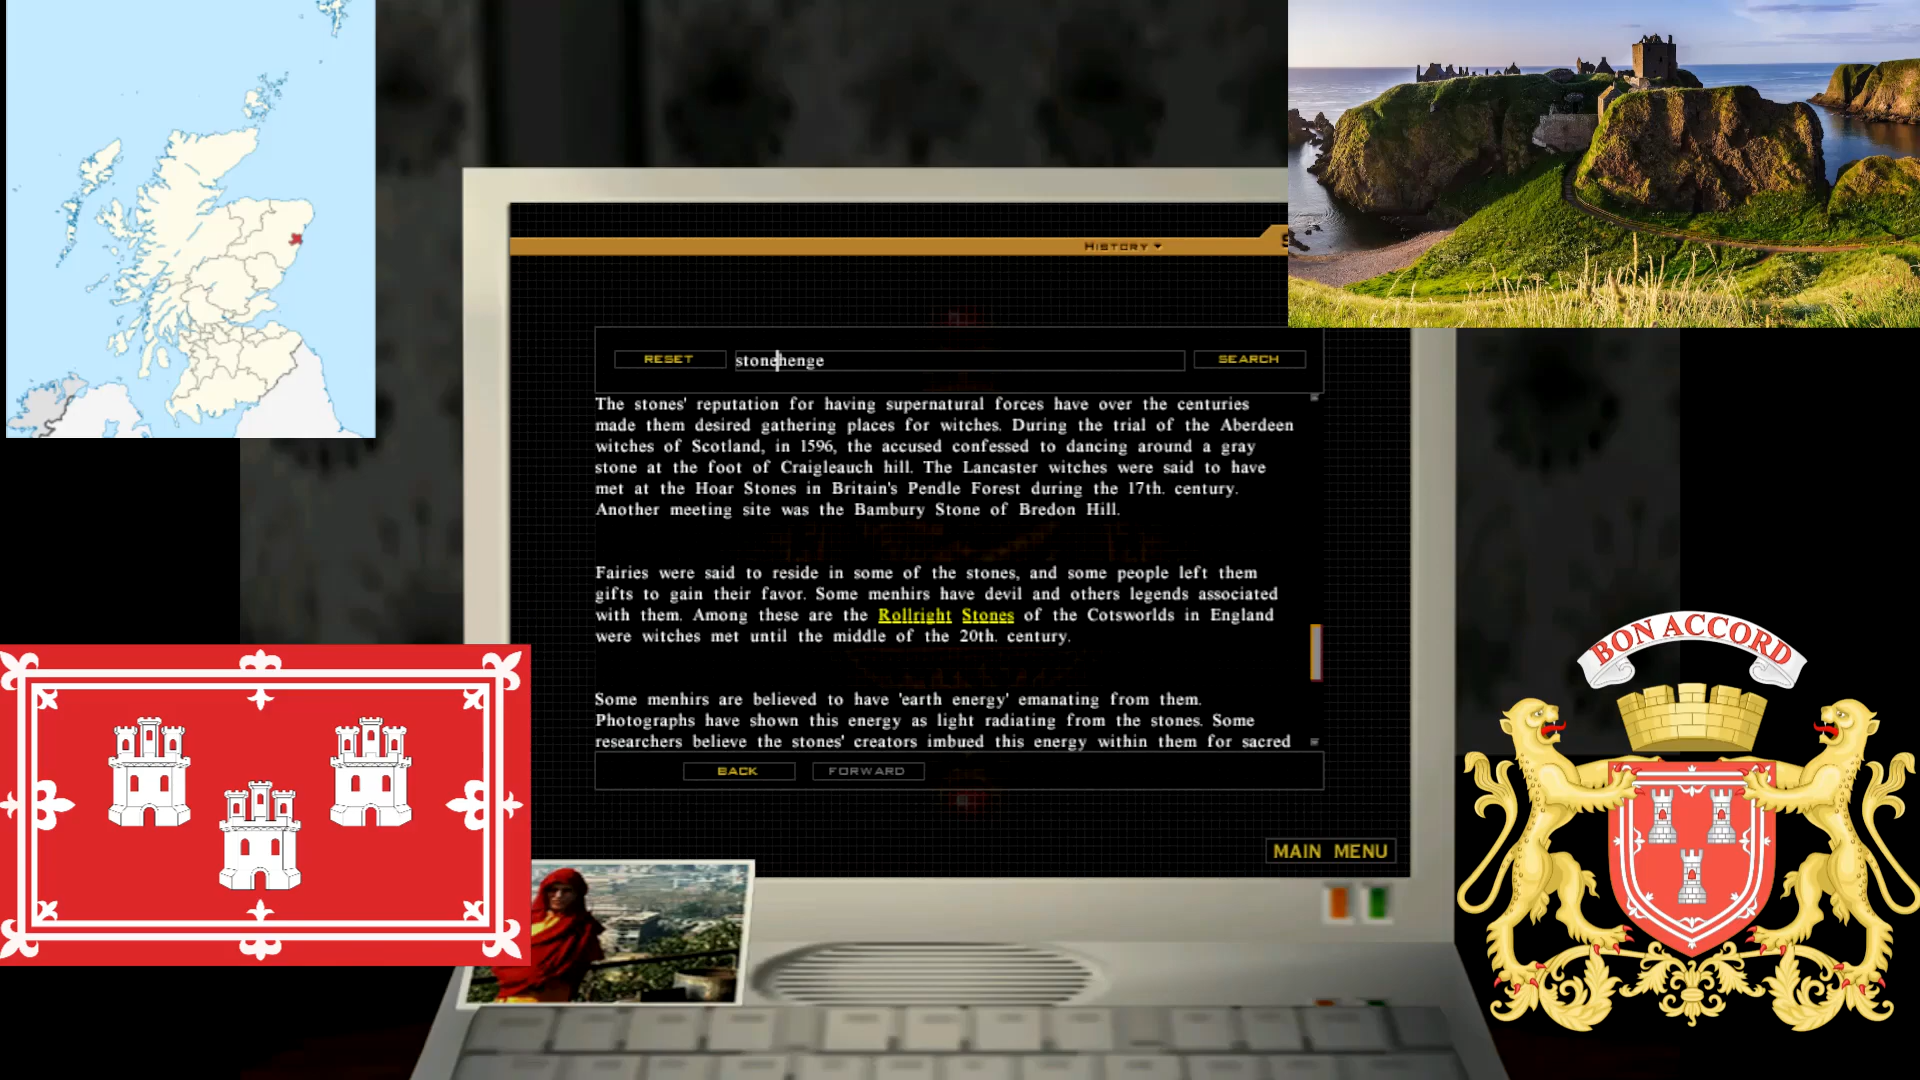 HISTORY
RESET
stonehenge
SEARCH
The stones' reputation for having supernatural forces have over the centuries
made them desired gathering places for witches. During the trial of the Aberdeen
witches of Scotland, in 1596, the accused confessed to dancing around a gray
stone at the foot of Craigleauch hill. The Lancaster witches were said to have
met at the Hoar Stones in Britain's Pendle Forest during the 17th. century.
Another meeting site was the Bambury Stone of Bredon Hill.
Fairies were said to reside in some of the stones, and some people left them
gifts to gain their favor. Some menhirs have devil and others legends associated
with them. Among these are the Rollright Stones of the Cotsworlds in England
were witches met until the middle of the 20th. century.
Some menhirs are believed to have 'earth energy' emanating from them.
Photographs have shown this energy as light radiating from the stones. Some
researchers believe the stones' creators imbued this energy within them for sacred
BACK
FORWARD
MAIN MENU
BON ACCORD